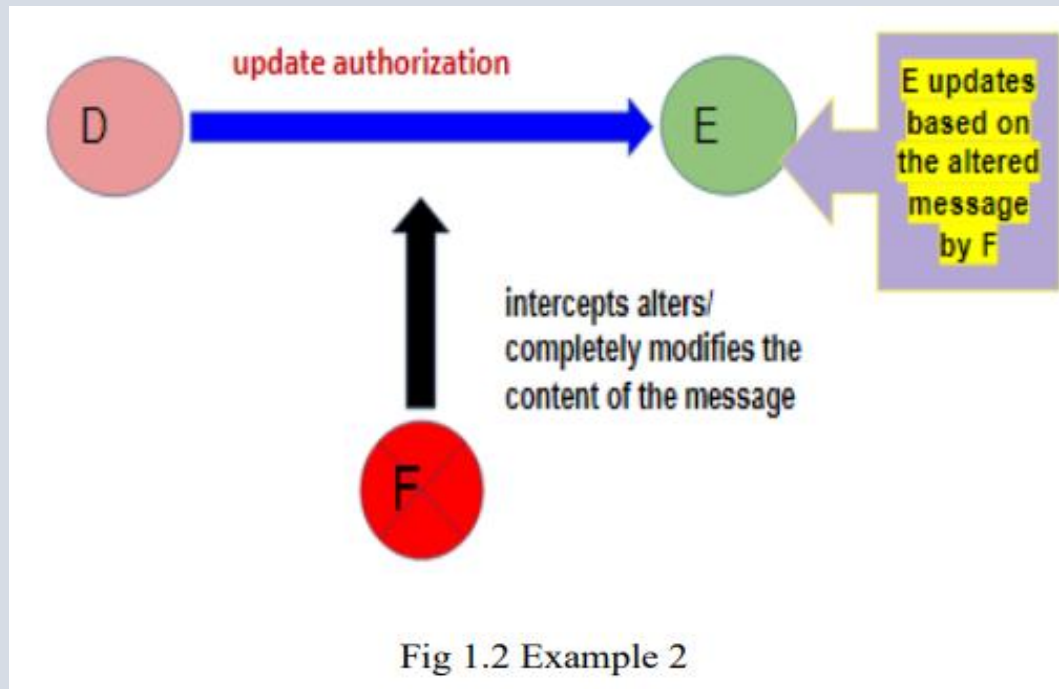 update authorization
D
E
E updates
based on
the altered
message
by F
intercepts alters/
completely modifies the
content of the message
F
Fig 1.2 Example 2